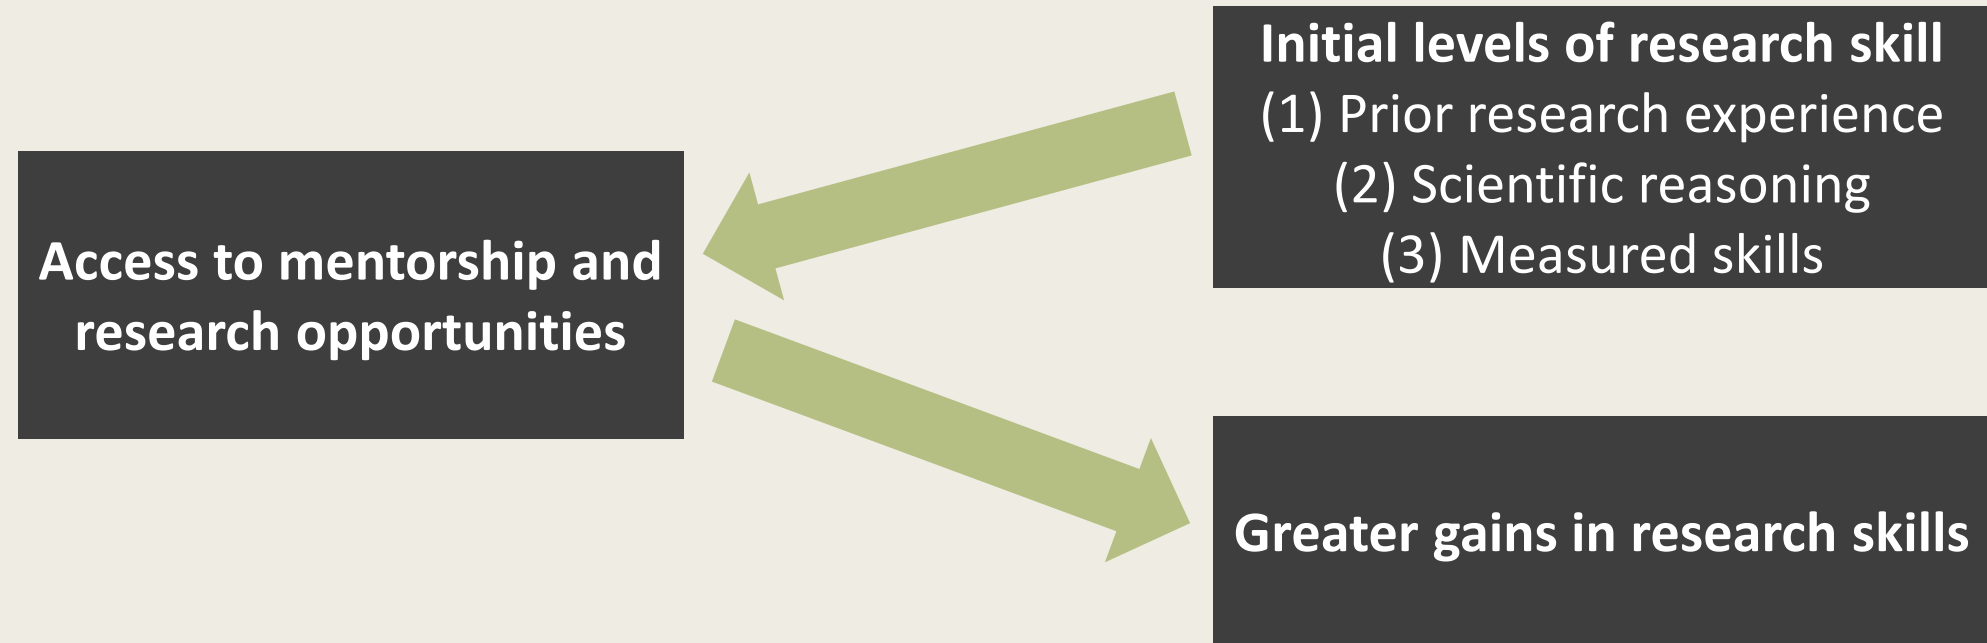 Initial levels of research skill
(1) Prior research experience
(2) Scientific reasoning
(3) Measured skills
Access to mentorship and
research opportunities
Greater gains in research skills